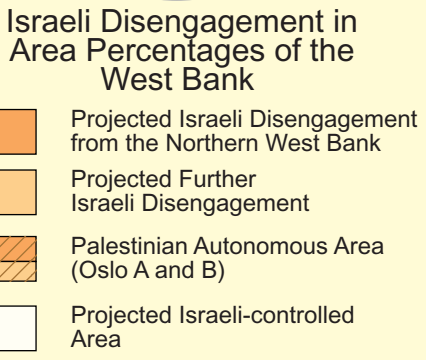 Israeli Disengagement in
Area Percentages of the
West Bank
Projected Israeli Disengagement
from the Northern West Bank
Projected Further
Israeli Disengagement
Palestinian Autonomous Area
(Oslo A and B)
Projected Israeli-controlled
Area